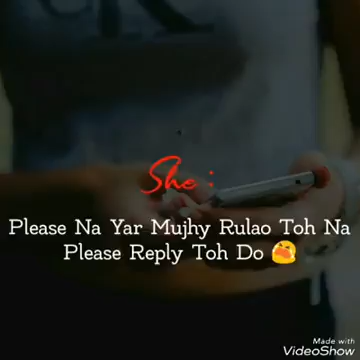 She :
Please Na Yar Mujhy Rulao Toh Na
Please Reply Toh Do 😭
Made with
VideoShow